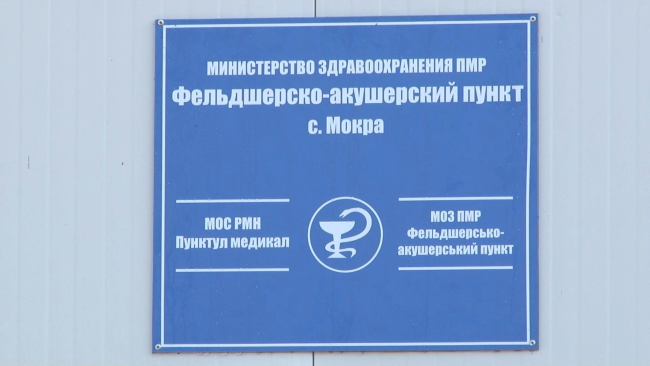 МИНИСТЕРСТВО ЗДРАВООХРАНЕНИЯ ПМР
Фельдшерско-акушерский пункт
с. Мокра
МОС РМН
Пунктул медикал
МОЗ ПМР
Фельдшерсько-
акушерський пункт